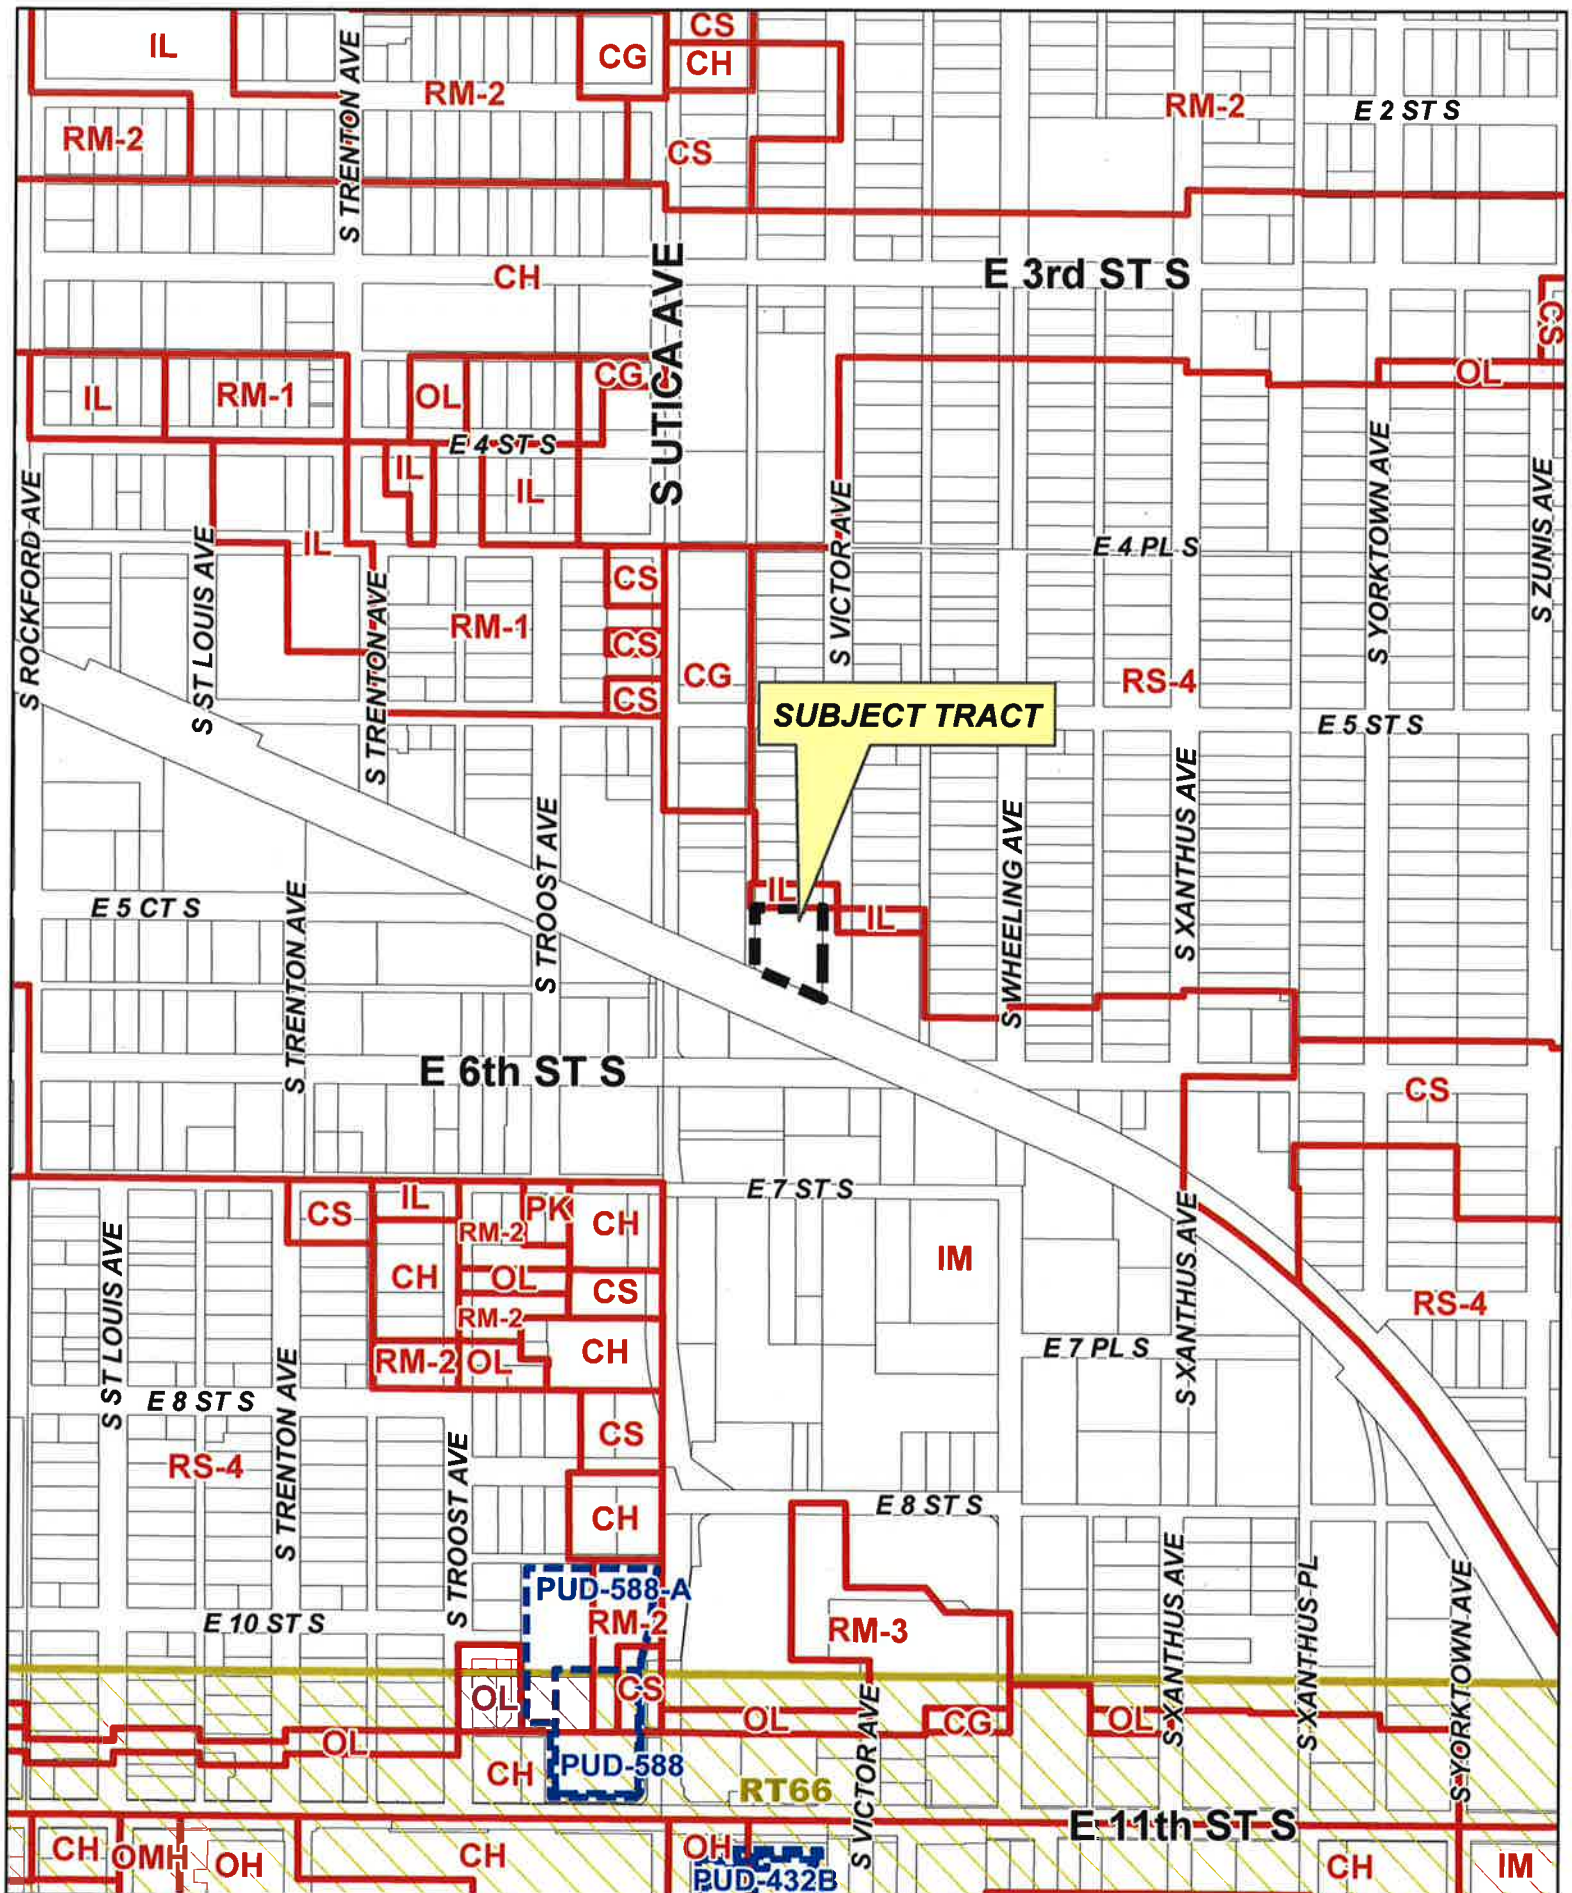 CS
IL
CG
CH
S TRENTON AVE
RM-2
RM-2
E 2 ST S
RM-2
CS
CH
S UTICA AVE
E 3rd ST S
CS
CG
OL
IL
RM-1
OL
E 4 ST S
IL
IL
S ROCKFORD AVE
S ST LOUIS AVE
IL
S TRENTON AVE
S VICTOR AVE
E 4 PL S
S YORKTOWN AVE
S ZUNIS AVE
CS
RM-1
CS
CG
RS-4
CS
SUBJECT TRACT
E 5 ST S
S TROOST AVE
S WHEELING AVE
S XANTHUS AVE
IL
E 5 CT S
IL
S TRENTON AVE
E 6th ST S
CS
E 7 ST S
IL
PK
CS
RM-2
CH
IM
CH
OL
CS
RM-2
RS-4
S ST LOUIS AVE
S XANTHUS AVE
CH
RM-2
OL
E 7 PL S
E 8 ST S
S TRENTON AVE
CS
RS-4
S TROOST AVE
E 8 ST S
CH
PUD-588-A
RM-2
E 10 ST S
RM-3
S XANTHUS AVE
S XANTHUS PL
S YORKTOWN AVE
OL
CS
OL
CG
OL
OL
S VICTOR AVE
CH
PUD-588
RT66
E 11th ST S
CH
OMH
OH
CH
OH
CH
IM
PUD-432B